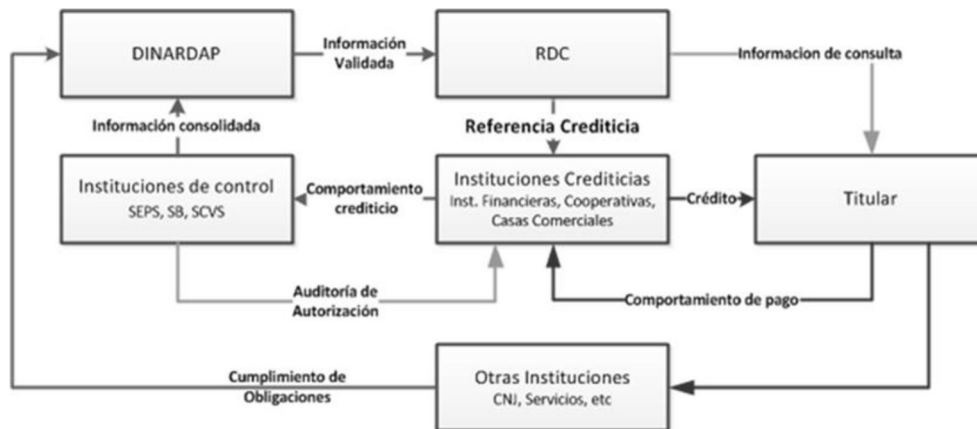 DINARDAP
Información
Validada
RDC
Informacion de consulta
Información consolidada
Referencia Crediticia
Instituciones de control
SEPS, SB, SCVS
Comportamiento
crediticio
Instituciones Crediticias
Inst. Financieras, Cooperativas,
Casas Comerciales
Crédito
Titular
Auditoría de
Autorización
Comportamiento de pago
Cumplimiento de
Obligaciones
Otras Instituciones
CNJ, Servicios, etc